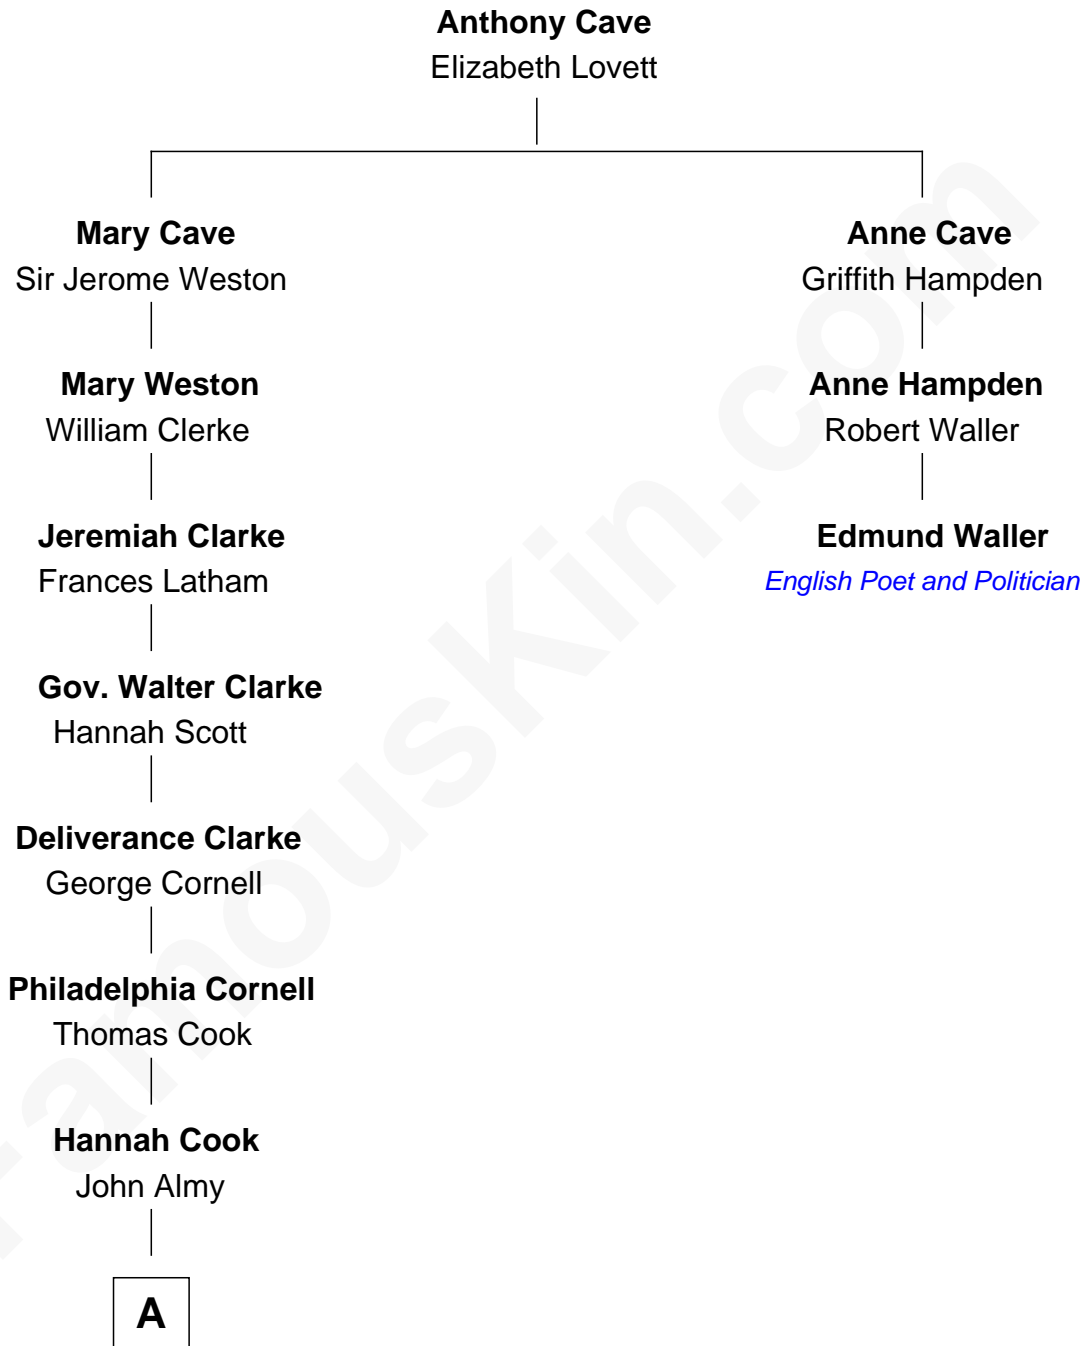 Anthony Cave
Elizabeth Lovett
Mary Cave
Sir Jerome Weston
Anne Cave
Griffith Hampden
Mary Weston
William Clerke
Anne Hampden
Robert Waller
Jeremiah Clarke
Frances Latham
Edmund Waller
English Poet and Politician
Gov. Walter Clarke
Hannah Scott
Deliverance Clarke
George Cornell
Philadelphia Cornell
Thomas Cook
Hannah Cook
John Almy
A
FamousKin.com